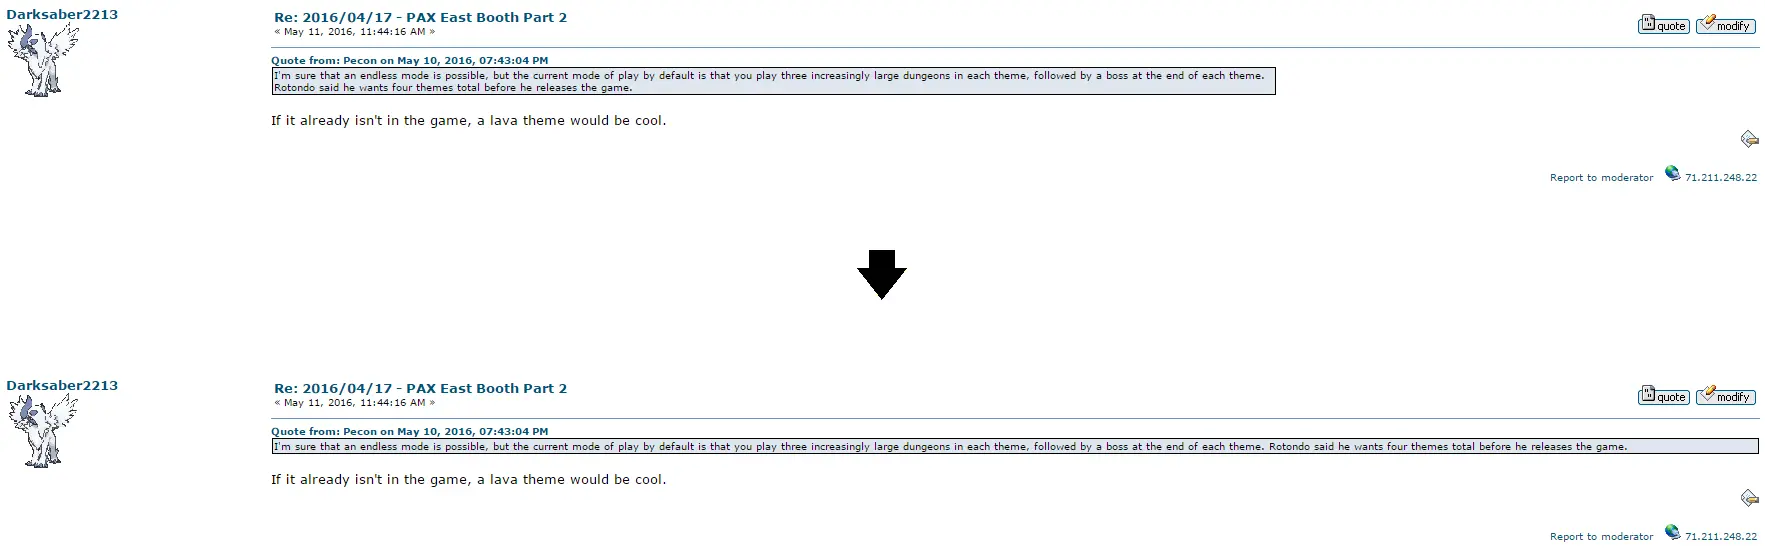 Darksaber2213
Re: 2016/04/17 - PAX East Booth Part 2
« May 11, 2016, 11:44:16 AM »
quote
modify
Quote from: Pecon on May 10, 2016, 07:43:04 PM
I'm sure that an endless mode is possible, but the current mode of play by default is that you play three increasingly large dungeons in each theme, followed by a boss at the end of each theme.
Rotondo said he wants four themes total before he releases the game.
If it already isn't in the game, a lava theme would be cool.
Report to moderator 71.211.248.22
Darksaber2213
Re: 2016/04/17 - PAX East Booth Part 2
« May 11, 2016, 11:44:16 AM »
quote
modify
Quote from: Pecon on May 10, 2016, 07:43:04 PM
I'm sure that an endless mode is possible, but the current mode of play by default is that you play three increasingly large dungeons in each theme, followed by a boss at the end of each theme. Rotondo said he wants four themes total before he releases the game.
If it already isn't in the game, a lava theme would be cool.
Report to moderator 71.211.248.22